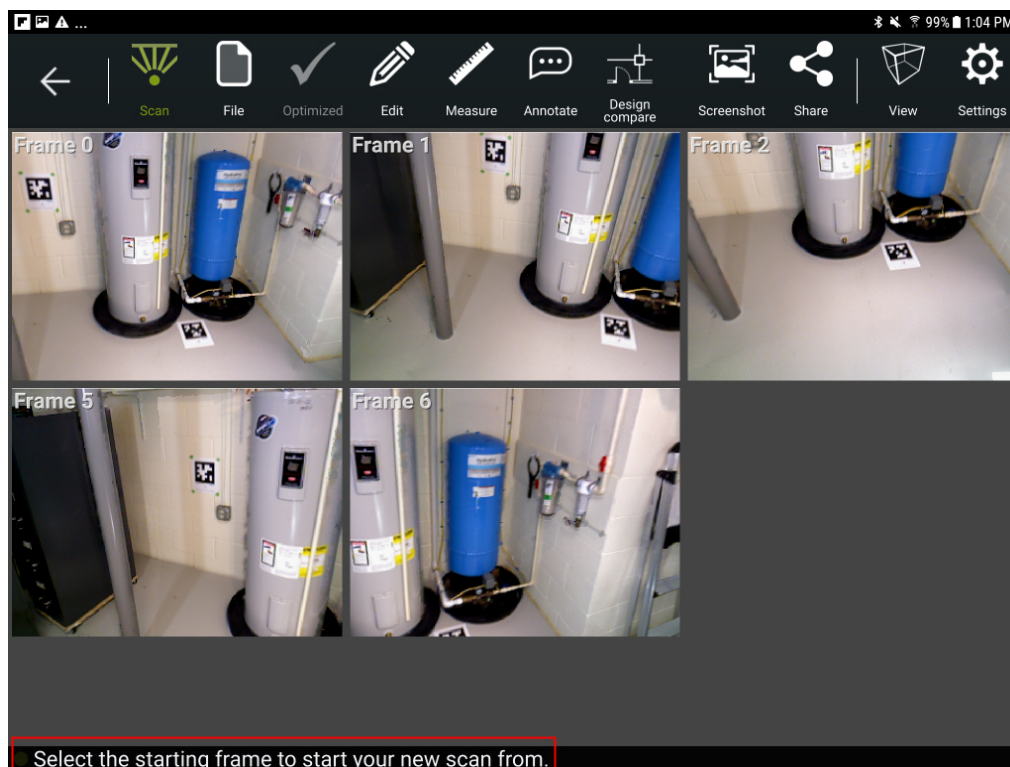 ... 99% 1:04 PM
Scan
File
Optimized
Edit
Measure
Annotate
Design
compare
Screenshot
Share
View
Settings
Frame 0
Frame 1
Frame 2
Frame 5
Frame 6
Select the starting frame to start your new scan from.